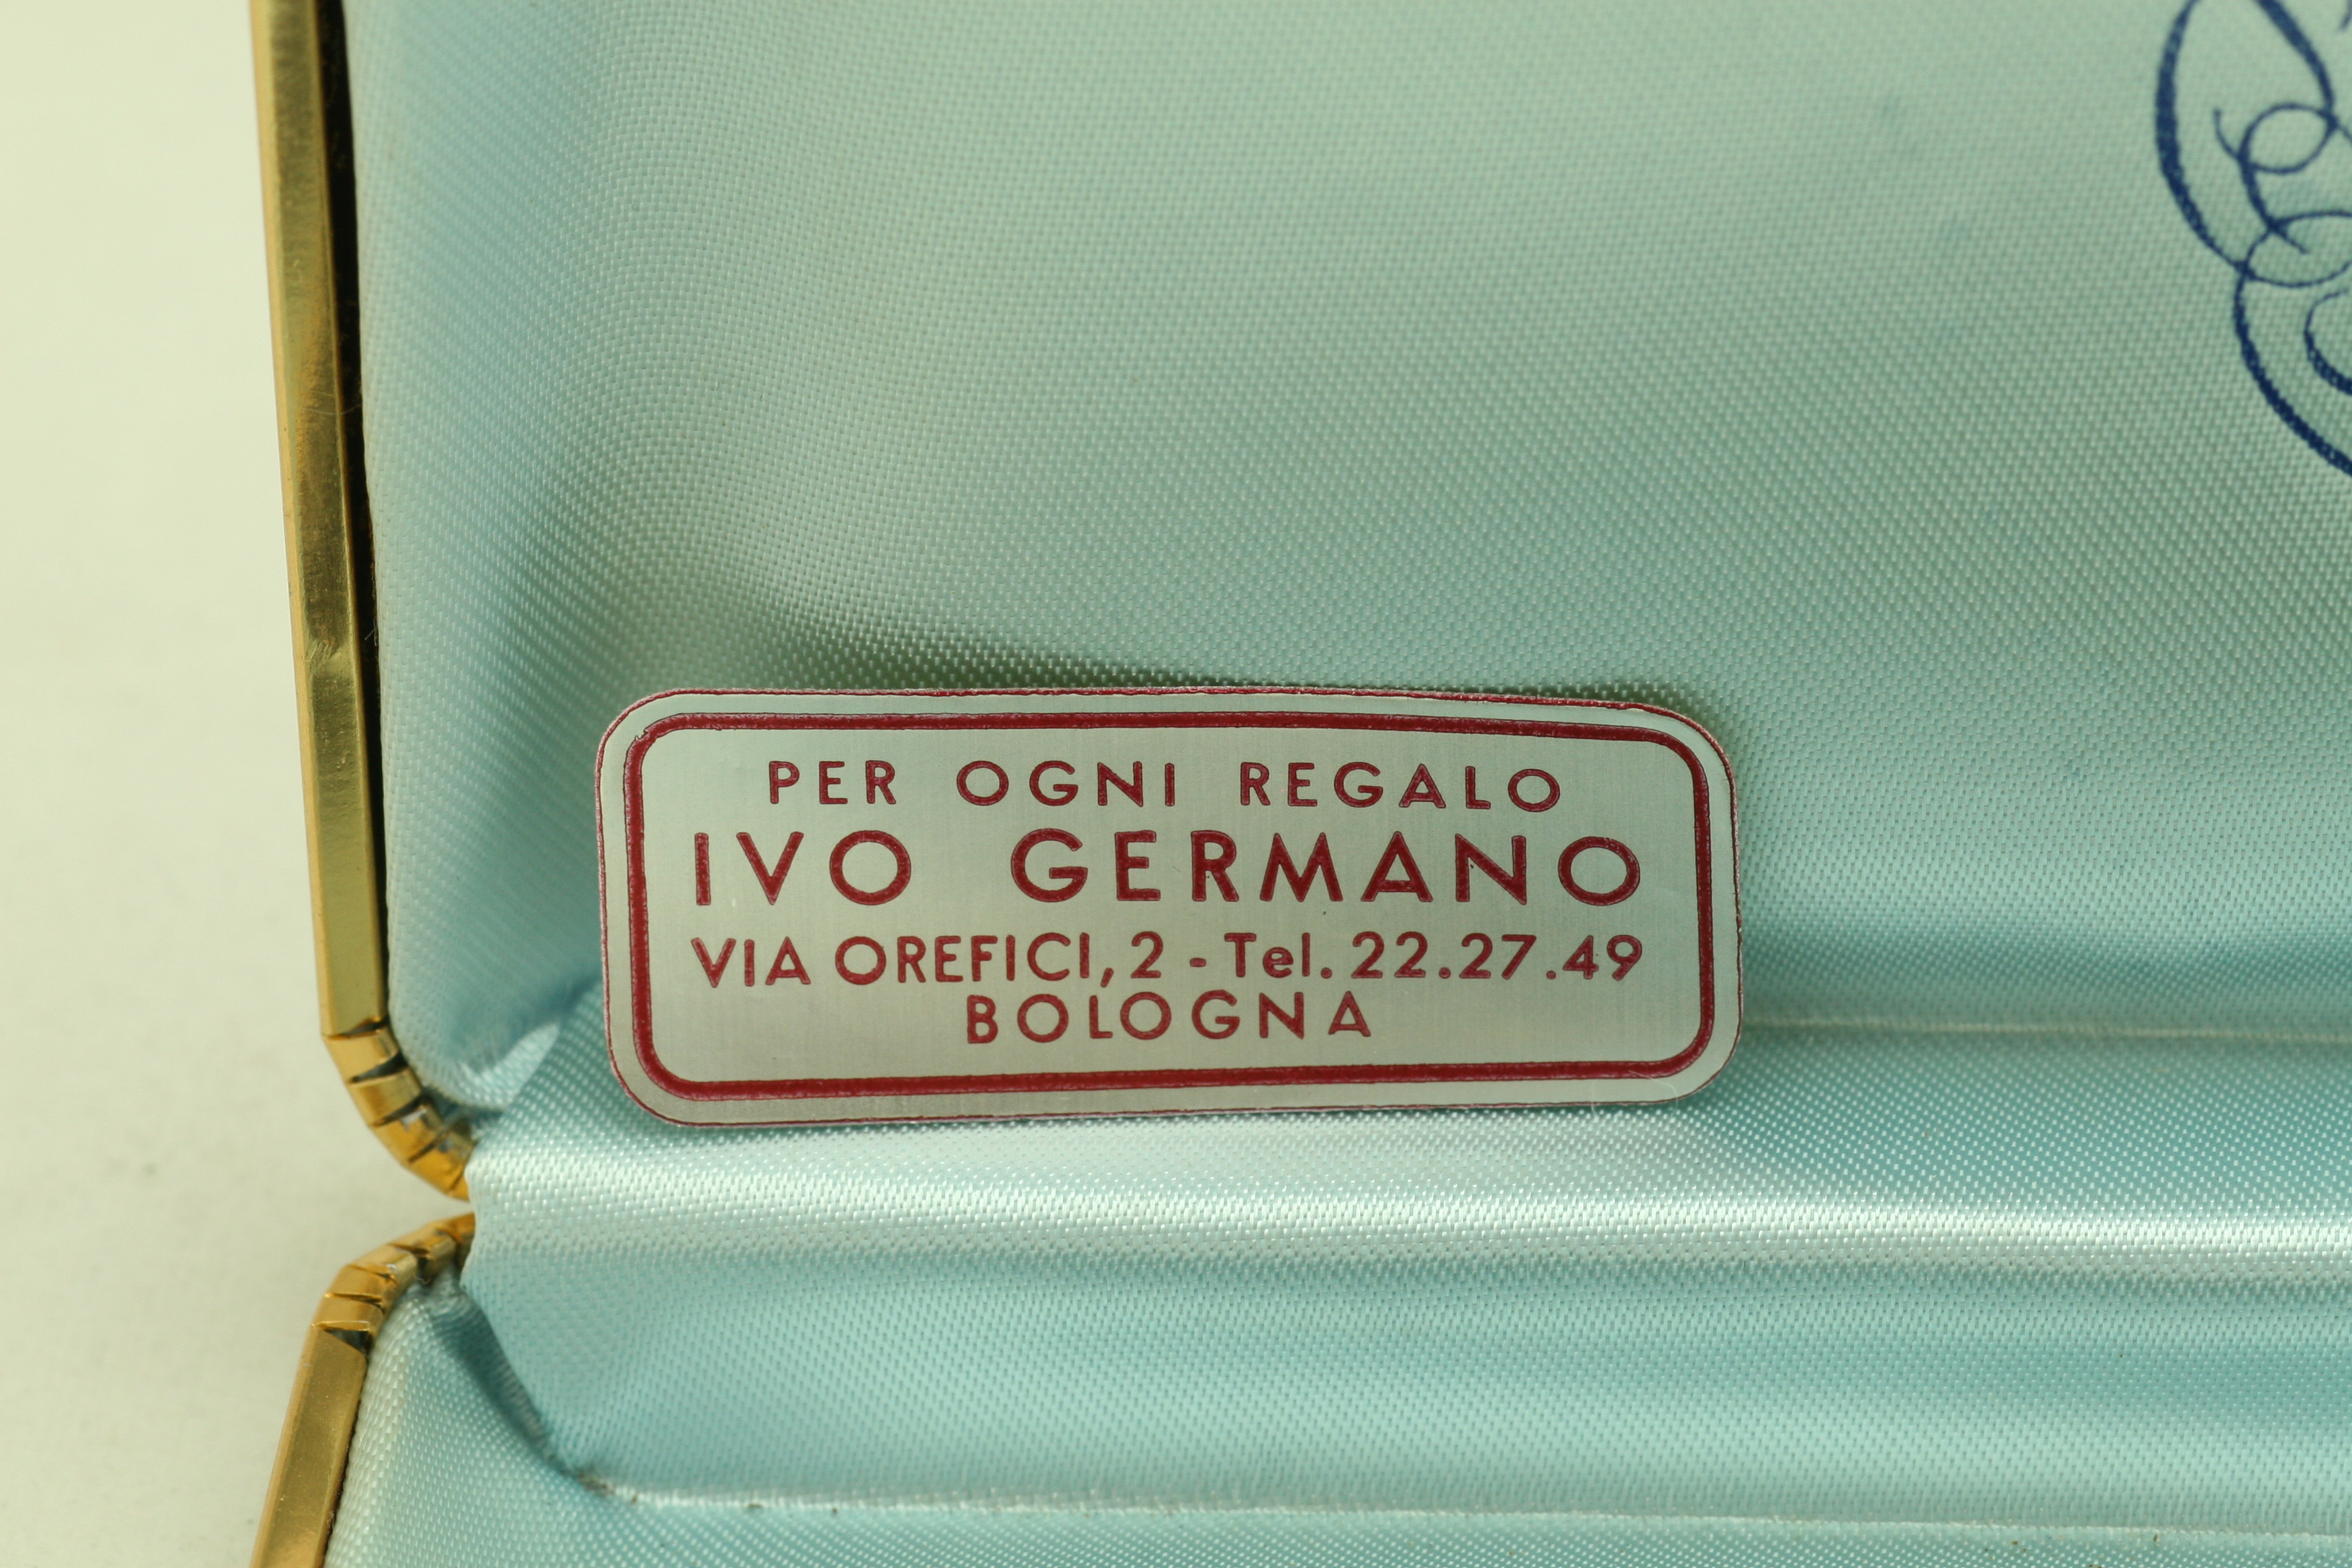 PER OGNI REGALO
IVO GERMANO
VIA OREFICI, 2 - Tel. 22.27.49
BOLOGNA